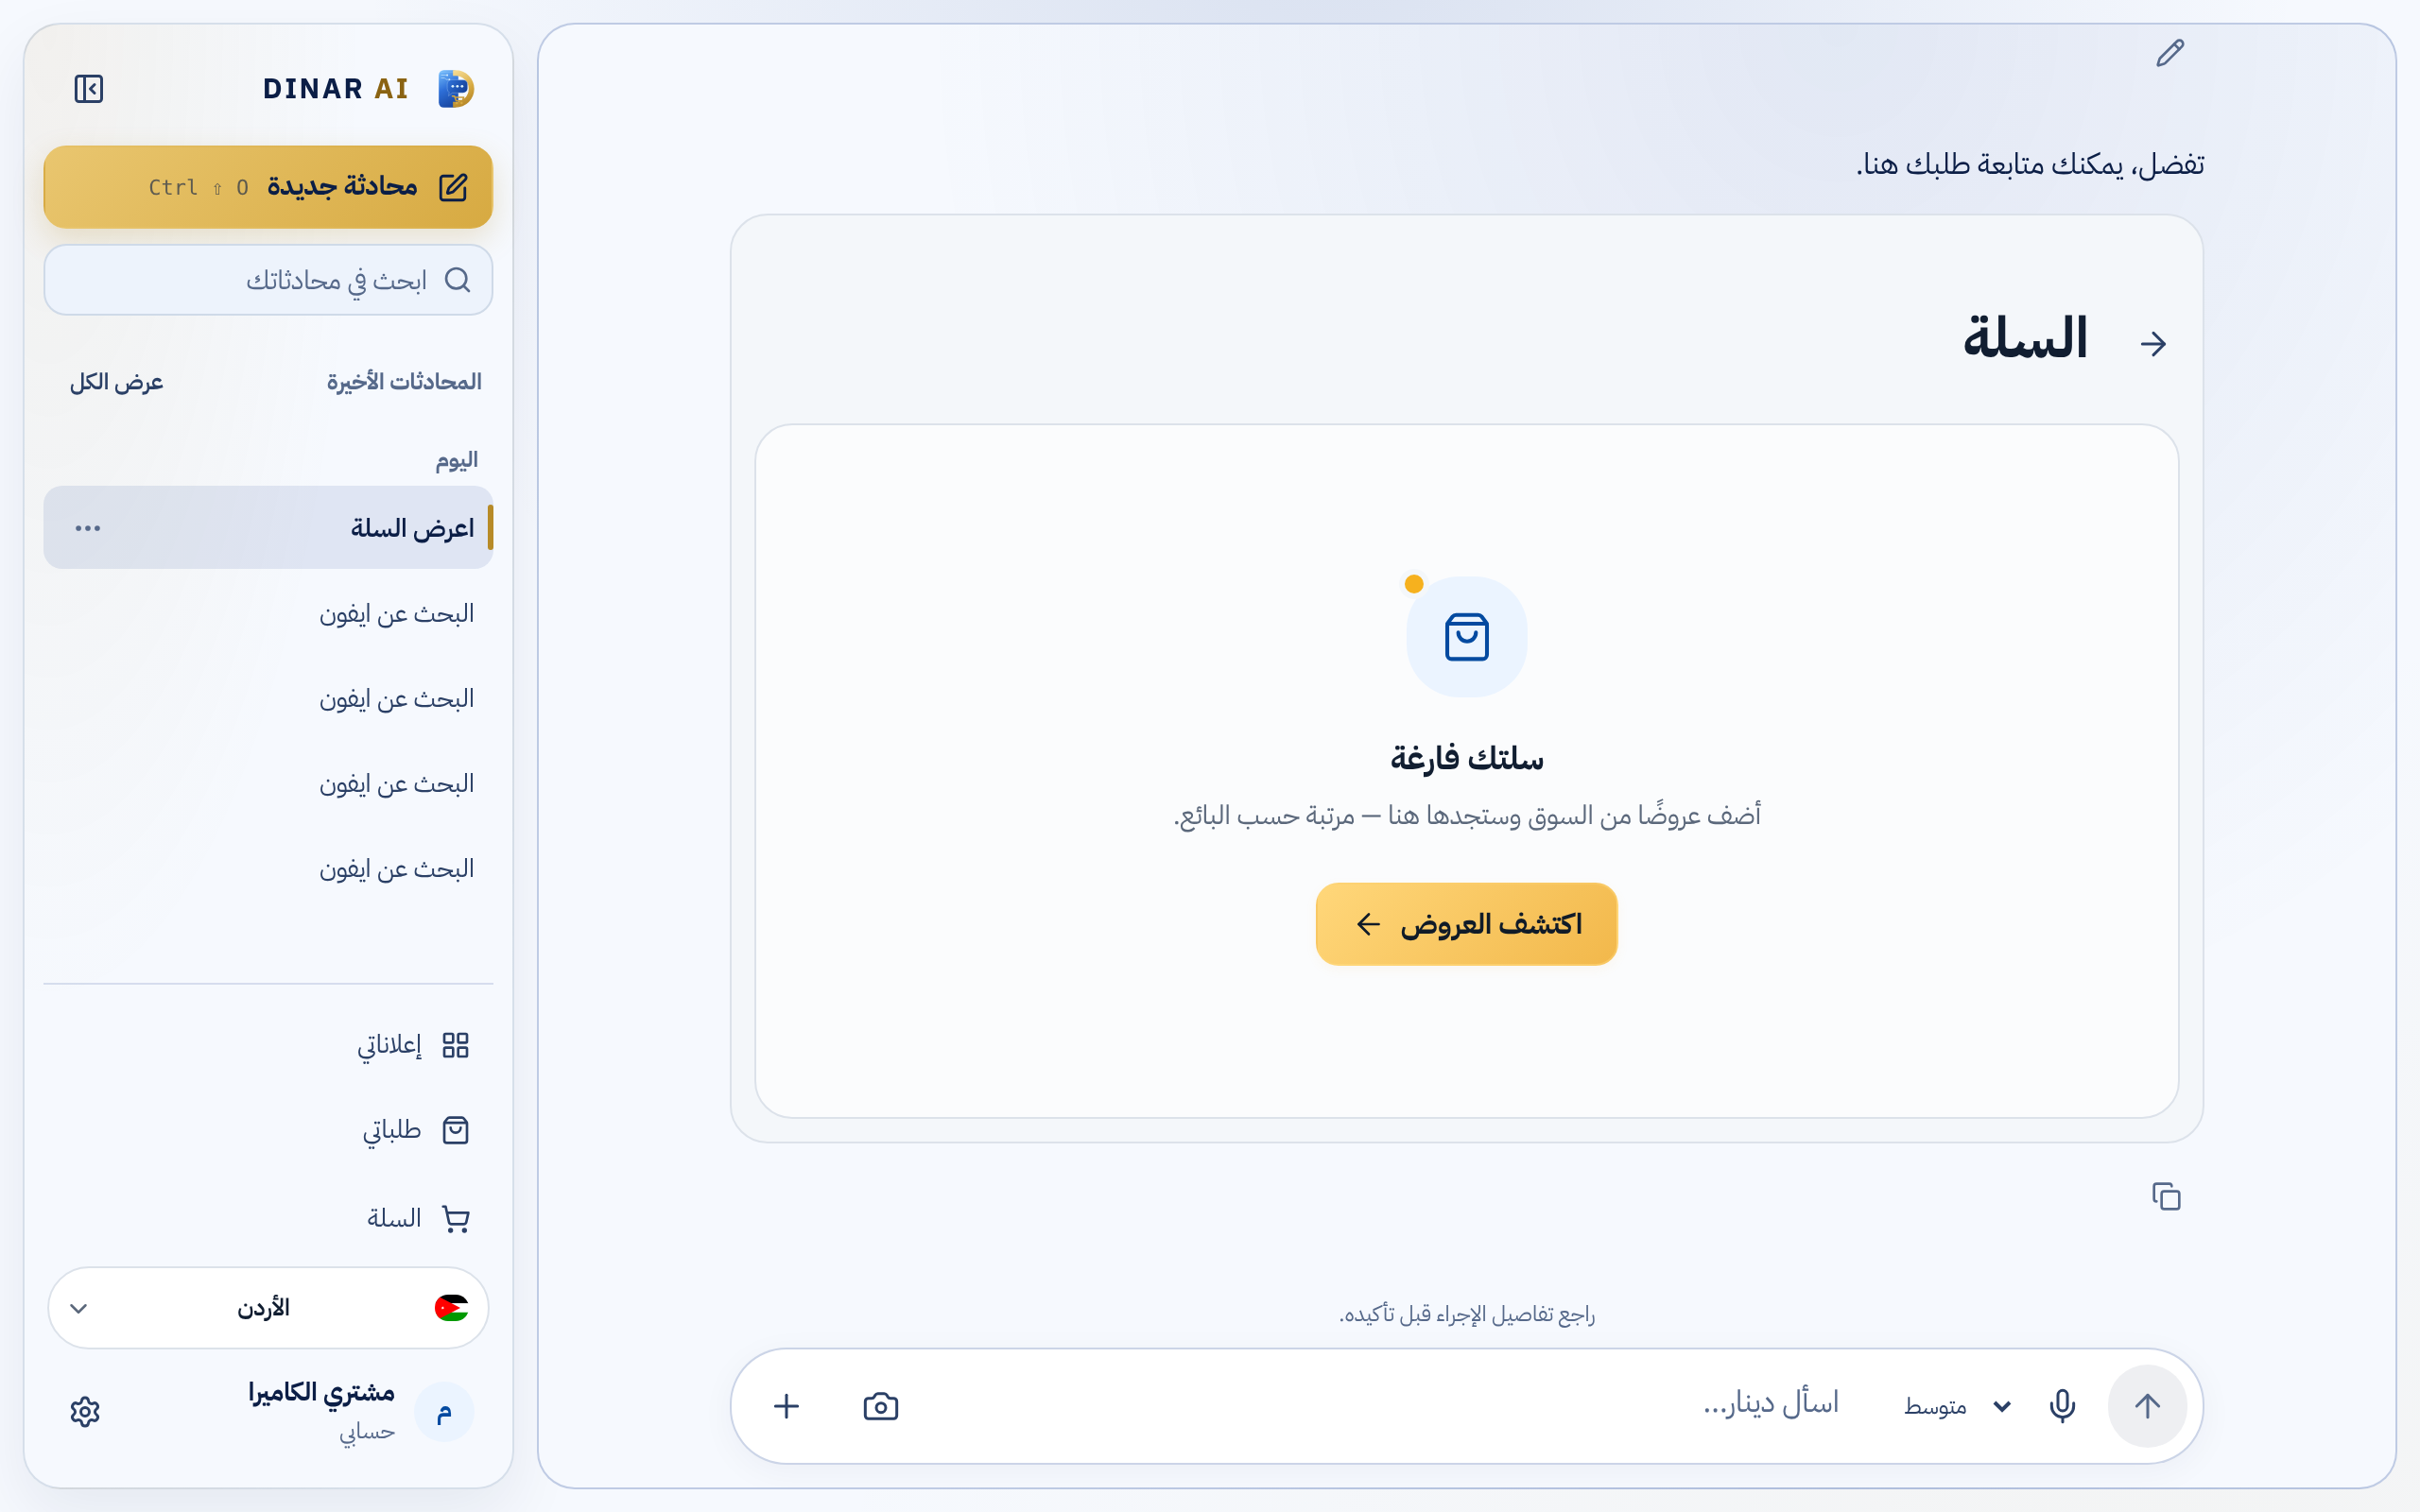 DINAR AI
محادثة جديدة Ctrl ⇧ O
ابحث في محادثاتك
المحادثات الأخيرة
عرض الكل
اليوم
اعرض السلة
البحث عن ايفون
البحث عن ايفون
البحث عن ايفون
البحث عن ايفون
إعلاناتي
طلباتي
السلة
الأردن
م
مشتري الكاميرا
حسابي
تفضل، يمكنك متابعة طلبك هنا.
السلة
سلتك فارغة
أضف عروضًا من السوق وستجدها هنا — مرتبة حسب البائع.
اكتشف العروض
راجع تفاصيل الإجراء قبل تأكيده.
متوسط
اسأل دينار...